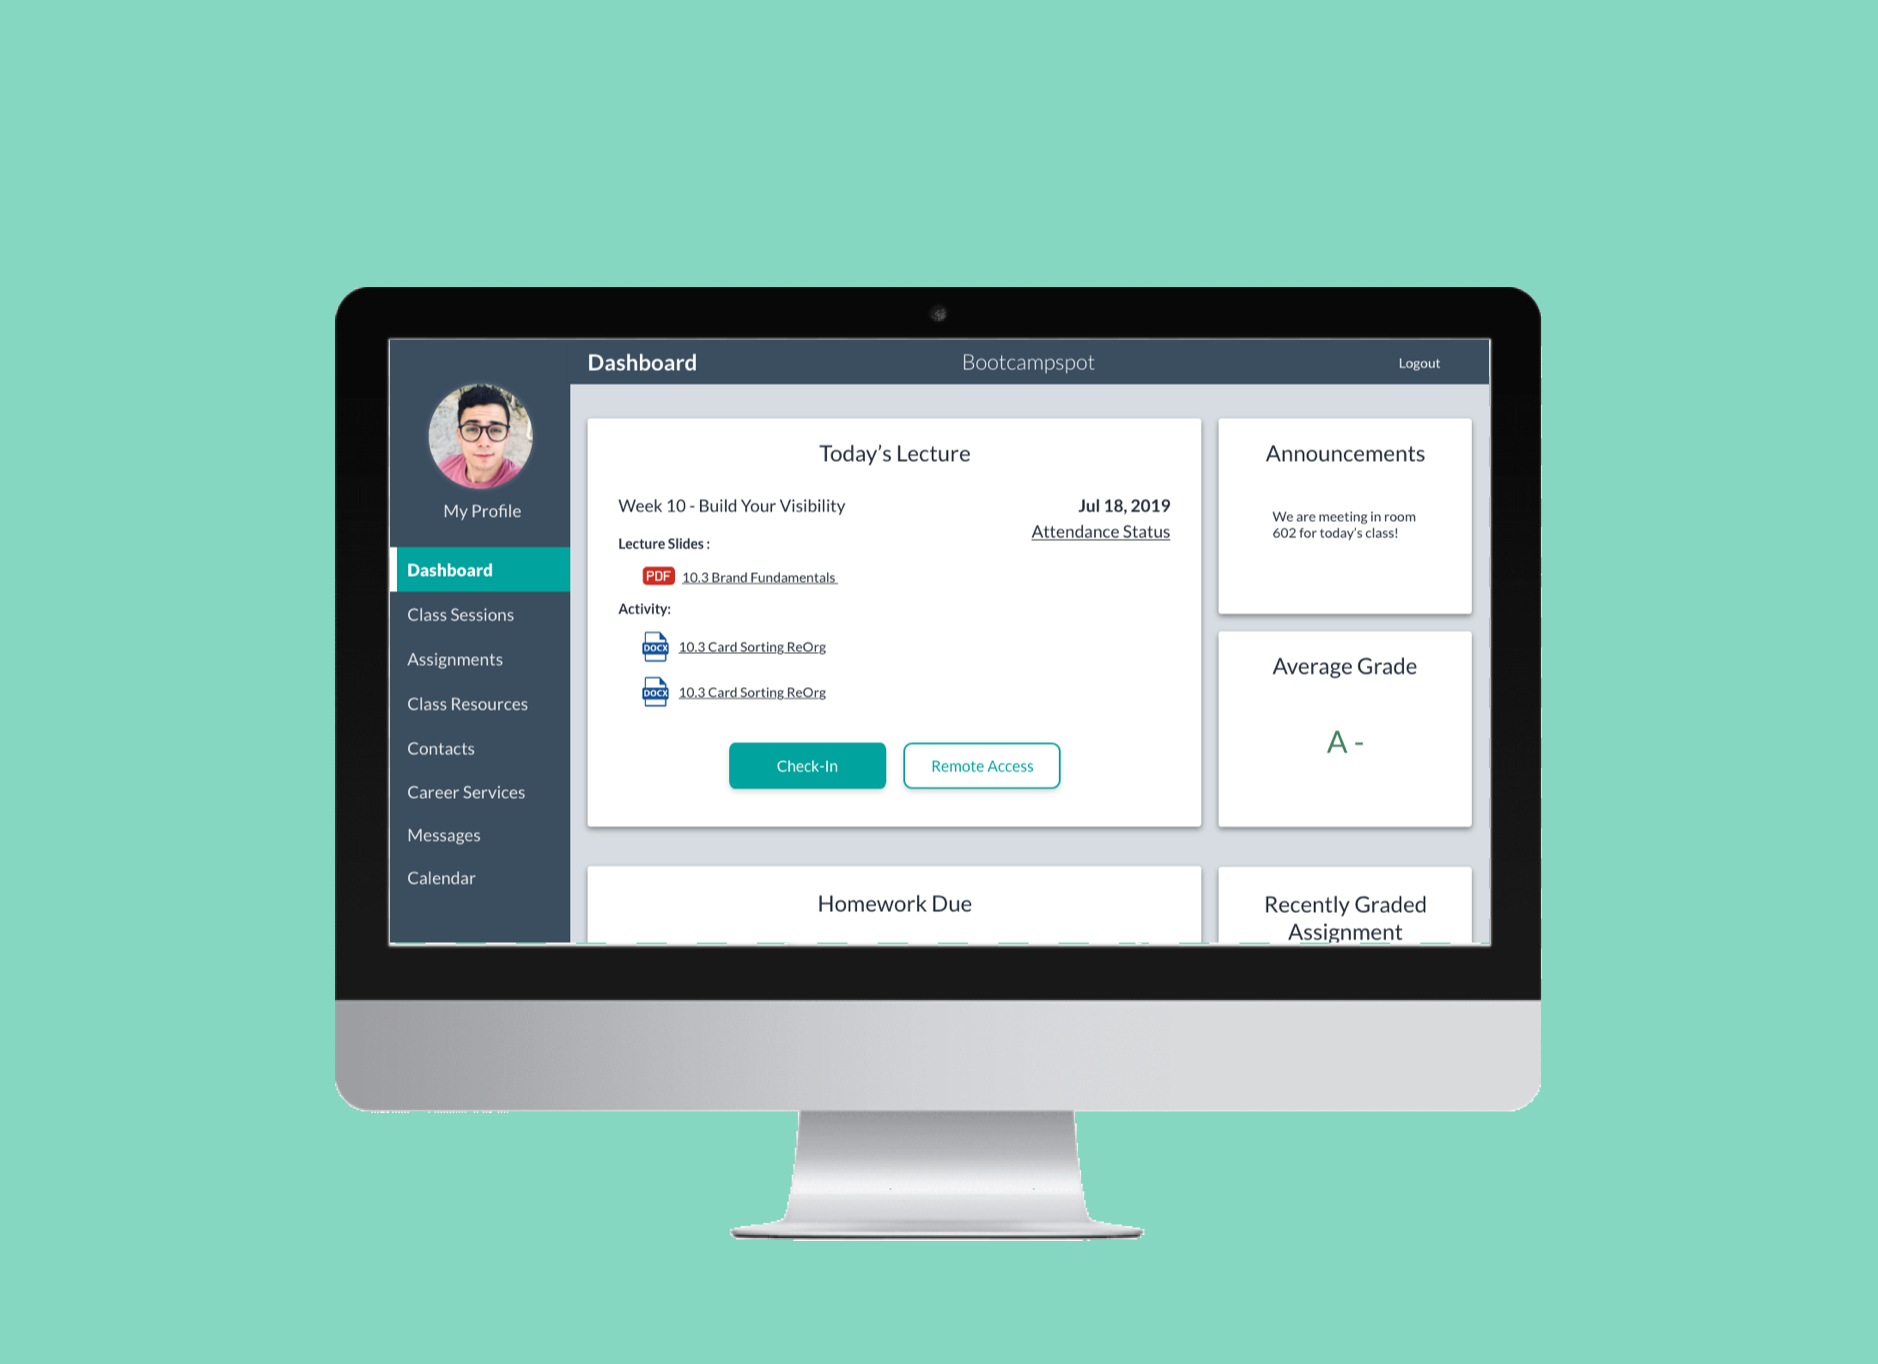 Dashboard
Bootcampspot
Logout
My Profile
Dashboard
Class Sessions
Assignments
Class Resources
Contacts
Career Services
Messages
Calendar
Today’s Lecture
Week 10 - Build Your Visibility
Jul 18, 2019
Attendance Status
Lecture Slides :
PDF 10.3 Brand Fundamentals
Activity:
DOCX 10.3 Card Sorting ReOrg
DOCX 10.3 Card Sorting ReOrg
Check-In
Remote Access
Announcements
We are meeting in room
602 for today’s class!
Average Grade
A -
Homework Due
Recently Graded
Assignment